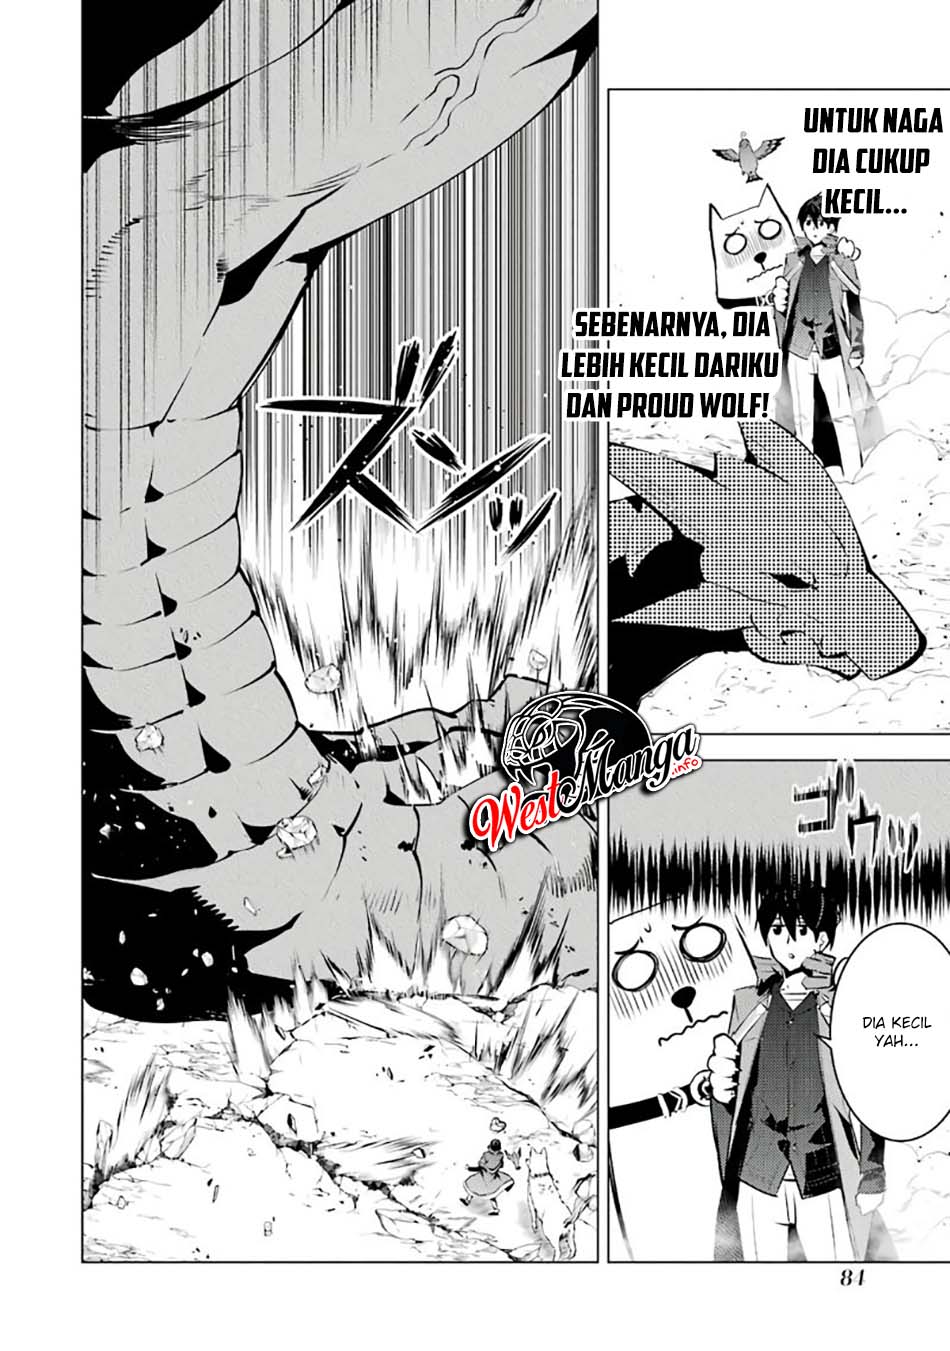 UNTUK NAGA
DIA CUKUP
KECIL...
SEBENARNYA, DIA
LEBIH KECIL DARIKU
DAN PROUD WOLF!
ズンッ
WestManga
.info
ゴウッ
DIA KECIL
YAH...
84